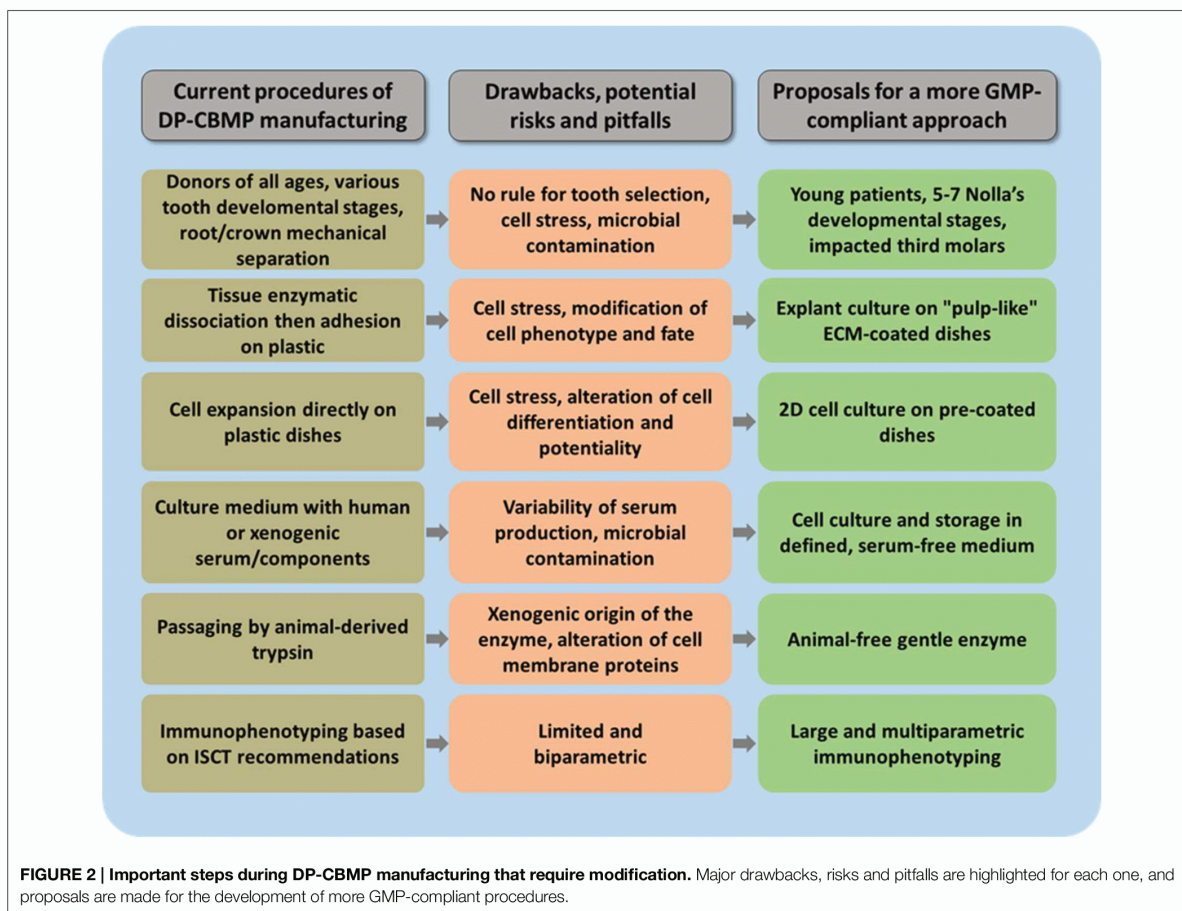 Current procedures of
DP-CBMP manufacturing
Drawbacks, potential
risks and pitfalls
Proposals for a more GMP-
compliant approach
Donors of all ages, various
tooth develomental stages,
root/crown mechanical
separation
No rule for tooth selection,
cell stress, microbial
contamination
Young patients, 5-7 Nolla's
developmental stages,
impacted third molars
Tissue enzymatic
dissociation then adhesion
on plastic
Cell stress, modification of
cell phenotype and fate
Explant culture on "pulp-like"
ECM-coated dishes
Cell expansion directly on
plastic dishes
Cell stress, alteration of cell
differentiation and
potentiality
2D cell culture on pre-coated
dishes
Culture medium with human
or xenogenic
serum/components
Variability of serum
production, microbial
contamination
Cell culture and storage in
defined, serum-free medium
Passaging by animal-derived
trypsin
Xenogenic origin of the
enzyme, alteration of cell
membrane proteins
Animal-free gentle enzyme
Immunophenotyping based
on ISCT recommendations
Limited and
biparametric
Large and multiparametric
immunophenotyping
FIGURE 2 | Important steps during DP-CBMP manufacturing that require modification. Major drawbacks, risks and pitfalls are highlighted for each one, and
proposals are made for the development of more GMP-compliant procedures.